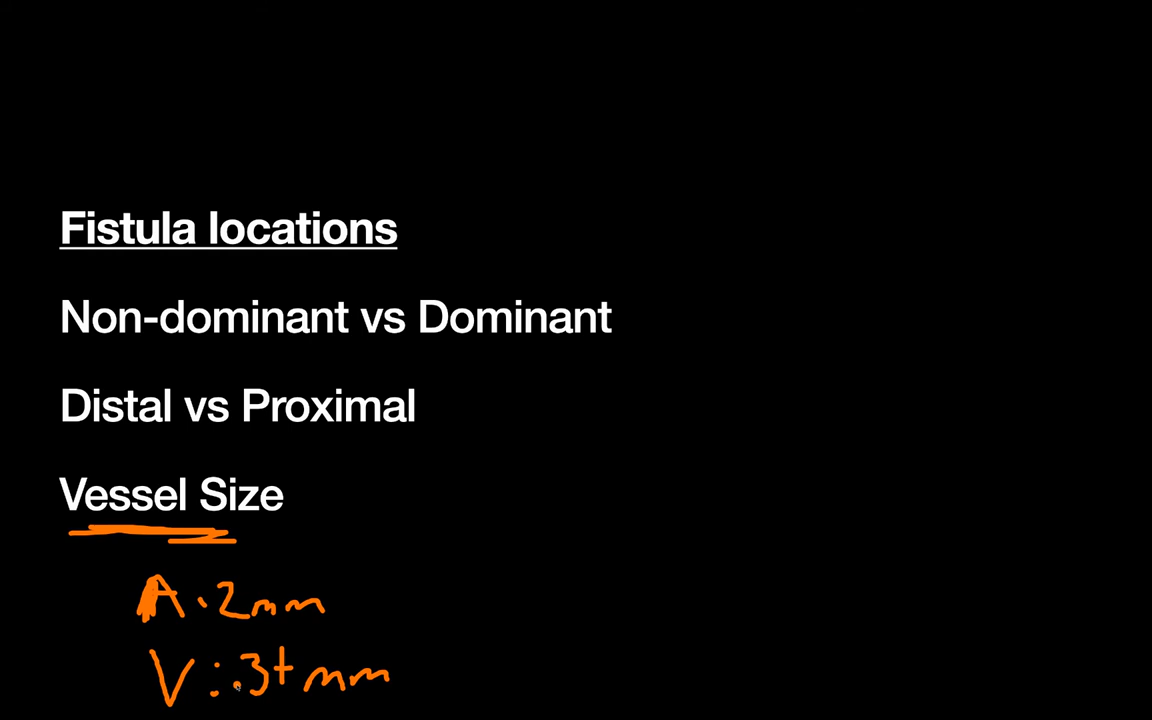 Fistula locations
Non-dominant vs Dominant
Distal vs Proximal
Vessel Size
A . 2mm
V : . 3+ mm